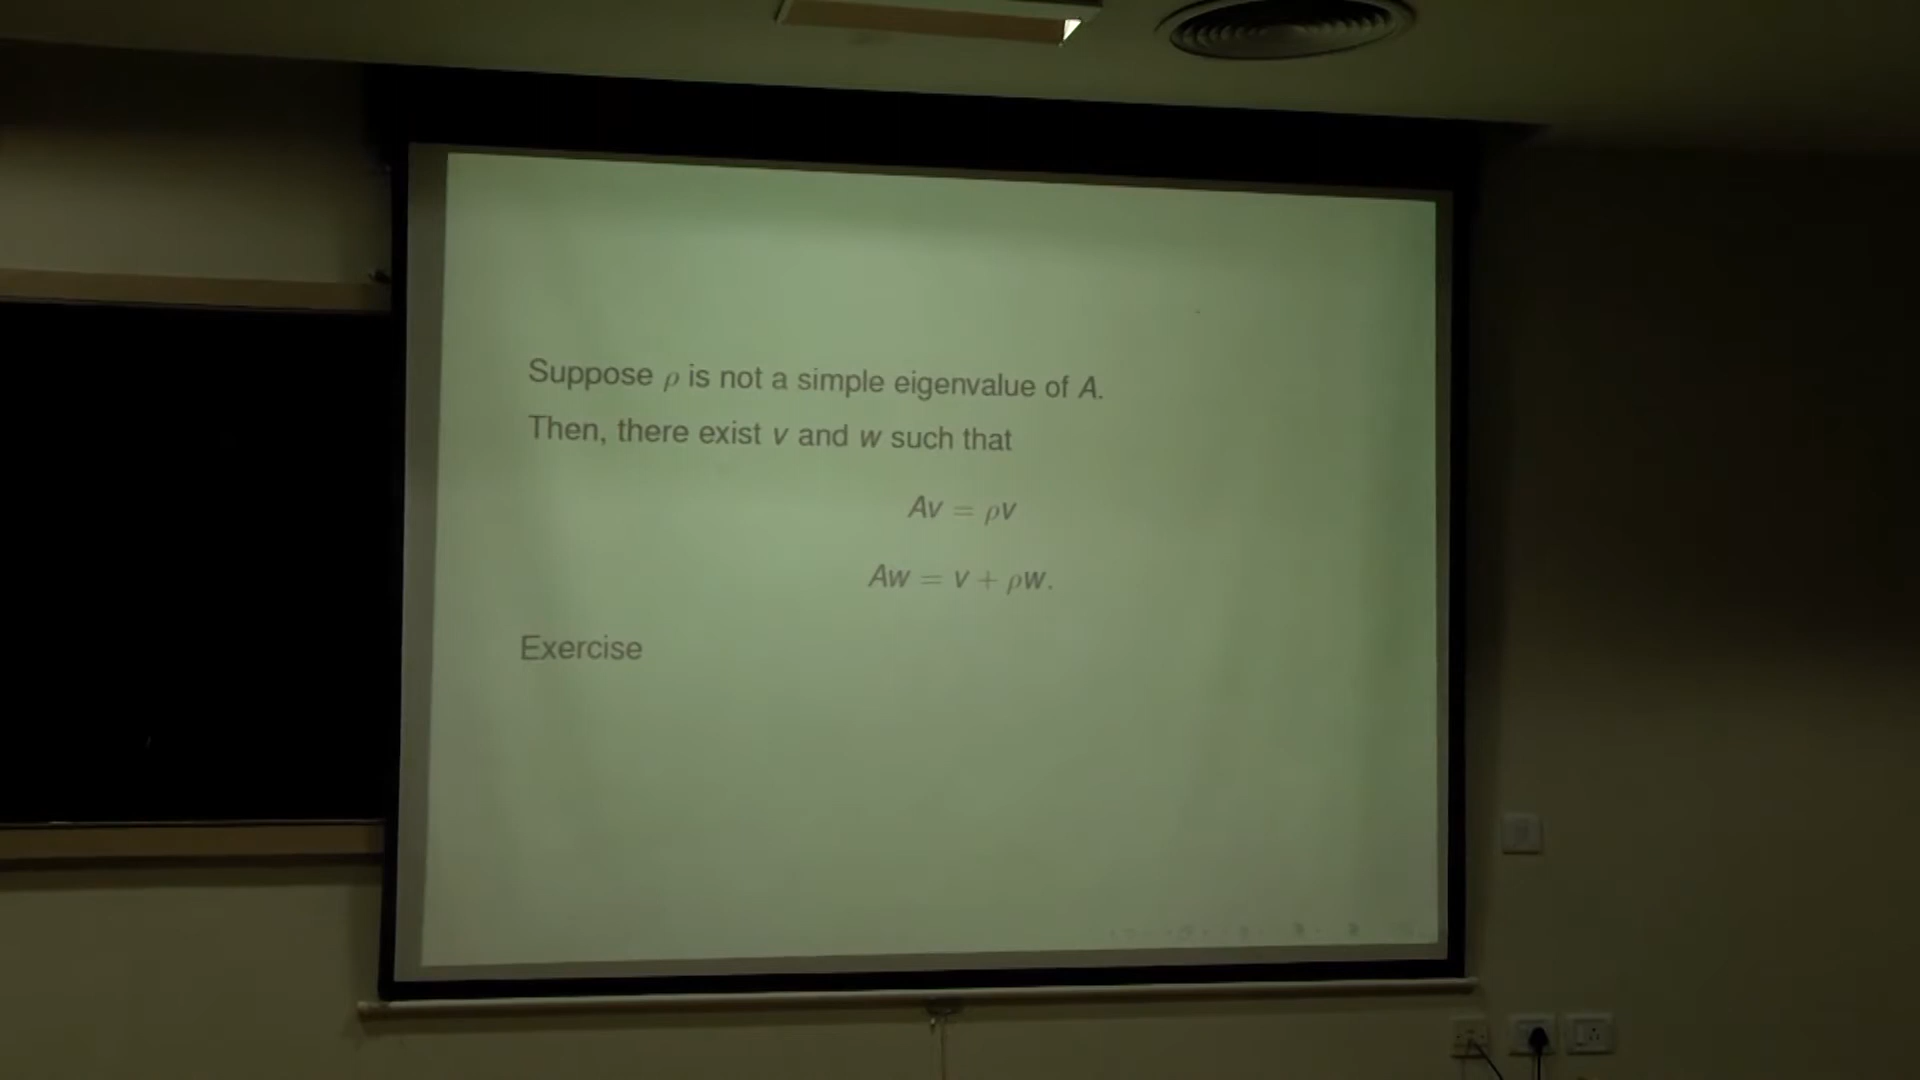 Suppose ρ is not a simple eigenvalue of A.
Then, there exist v and w such that
Av = ρv
Aw = v + ρw.
Exercise